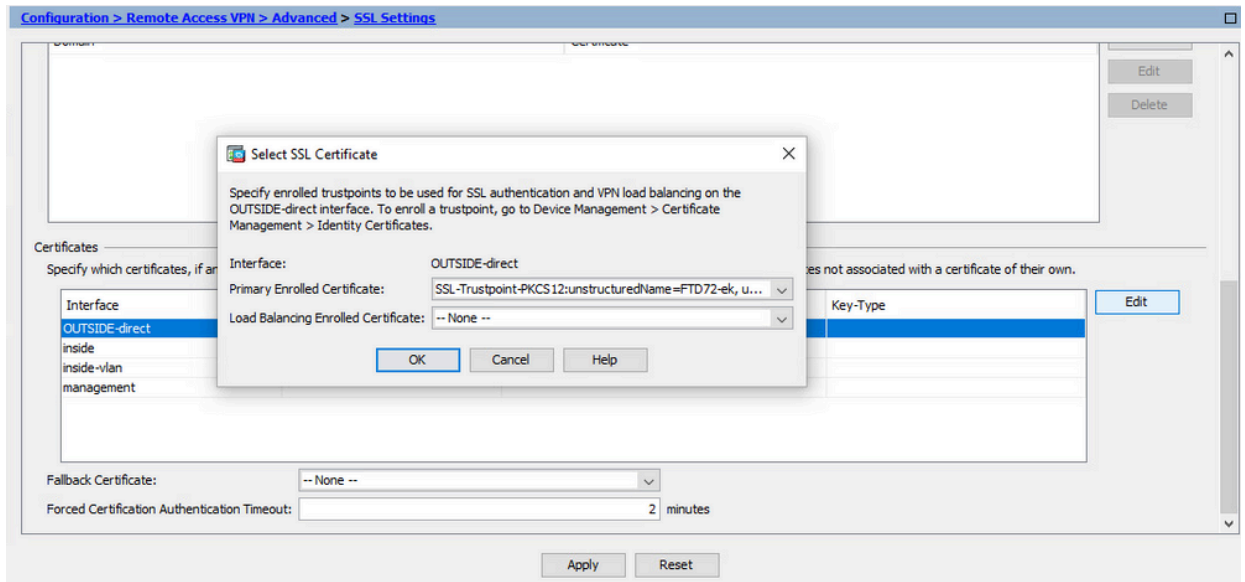 Configuration > Remote Access VPN > Advanced > SSL Settings
Edit
Delete
Select SSL Certificate
Specify enrolled trustpoints to be used for SSL authentication and VPN load balancing on the
OUTSIDE-direct interface. To enroll a trustpoint, go to Device Management > Certificate
Management > Identity Certificates.
Interface: OUTSIDE-direct
Primary Enrolled Certificate: SSL-Trustpoint-PKCS12:unstructuredName=FTD72-ek, u...
Load Balancing Enrolled Certificate: -- None --
OK Cancel Help
Certificates
Specify which certificates, if not associated with a certificate of their own.
Interface Key-Type
Edit
OUTSIDE-direct
inside
inside-vlan
management
Fallback Certificate: -- None --
Forced Certification Authentication Timeout: 2 minutes
Apply Reset